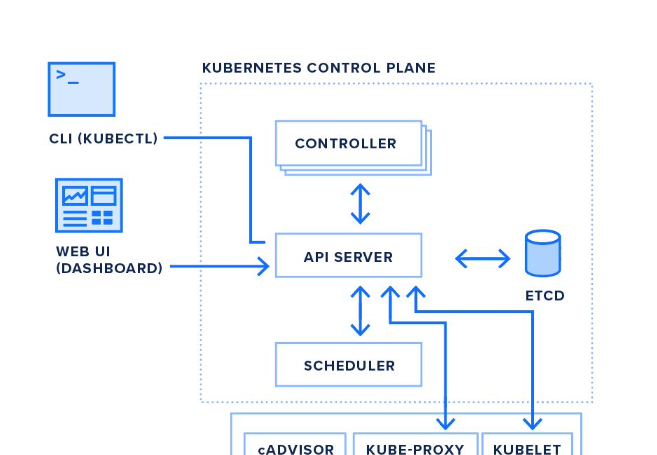 KUBERNETES CONTROL PLANE
>_
CLI (KUBECTL)
CONTROLLER
WEB UI
(DASHBOARD)
API SERVER
ETCD
SCHEDULER
cADVISOR
KUBE-PROXY
KUBELET